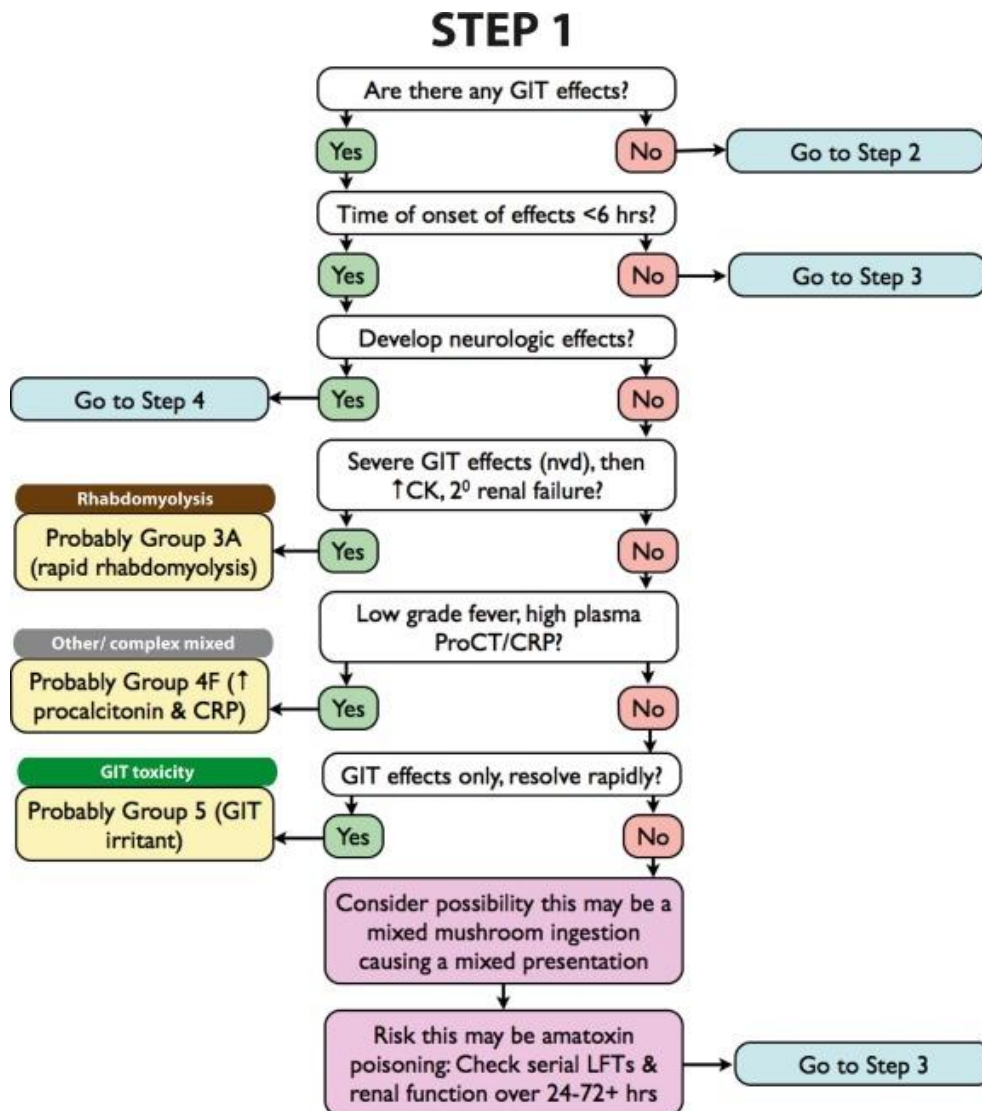 STEP 1
Are there any GIT effects?
Yes
No
Go to Step 2
Time of onset of effects <6 hrs?
Yes
No
Go to Step 3
Develop neurologic effects?
Go to Step 4
Yes
No
Severe GIT effects (nvd), then
↑CK, 2⁰ renal failure?
Rhabdomyolysis
Probably Group 3A
(rapid rhabdomyolysis)
Yes
No
Low grade fever, high plasma
ProCT/CRP?
Other/ complex mixed
Probably Group 4F (↑
procalcitonin & CRP)
Yes
No
GIT toxicity
GIT effects only, resolve rapidly?
Probably Group 5 (GIT
irritant)
Yes
No
Consider possibility this may be a
mixed mushroom ingestion
causing a mixed presentation
Risk this may be amatoxin
poisoning: Check serial LFTs &
renal function over 24-72+ hrs
Go to Step 3